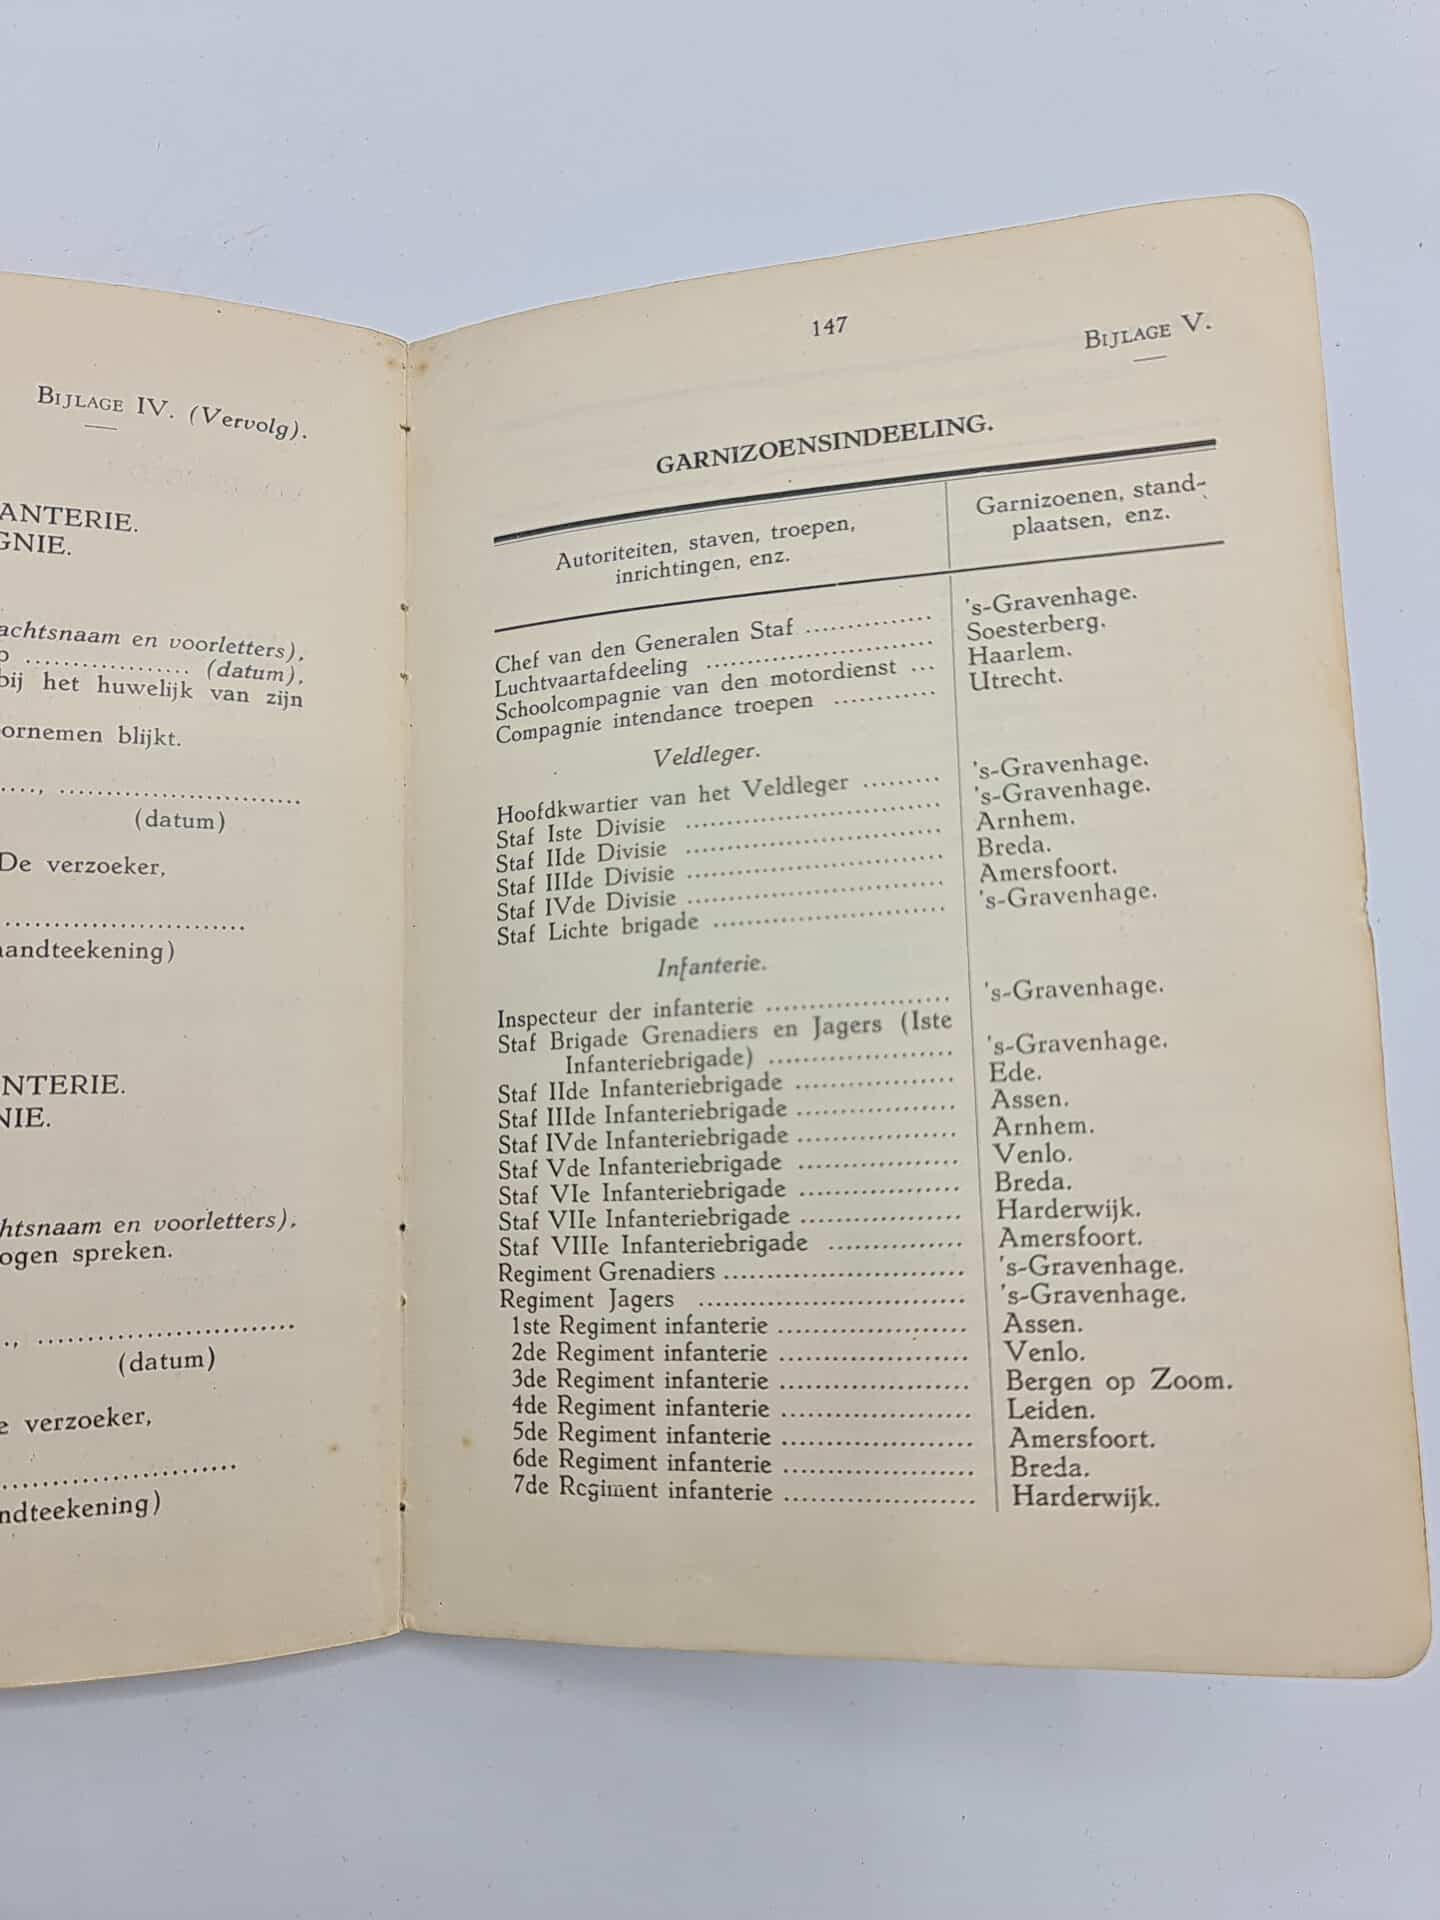 BIJLAGE IV. (Vervolg).
ANTERIE.
GNIE.
achtsnaam en voorletters),
.................. (datum),
bij het huwelijk van zijn
ornemen blijkt.
...., ...........................
(datum)
De verzoeker,
...........................
handteekening)
NTERIE.
NIE.
htsnaam en voorletters),
ogen spreken.
., ...........................
(datum)
e verzoeker,
...........................
ndteekening)
147
BIJLAGE V.
GARNIZOENSINDEELING.
Autoriteiten, staven, troepen, inrichtingen, enz. Garnizoenen, stand-plaatsen, enz.
Chef van den Generalen Staf ............... 's-Gravenhage.
Luchtvaartafdeeling ........................... Soesterberg.
Schoolcompagnie van den motordienst ... Haarlem.
Compagnie intendance troepen ............ Utrecht.
Veldleger.
Hoofdkwartier van het Veldleger ......... 's-Gravenhage.
Staf Iste Divisie .............................. 's-Gravenhage.
Staf IIde Divisie .............................. Arnhem.
Staf IIIde Divisie .............................. Breda.
Staf IVde Divisie .............................. Amersfoort.
Staf Lichte brigade ........................... 's-Gravenhage.
Infanterie.
Inspecteur der infanterie ..................... 's-Gravenhage.
Staf Brigade Grenadiers en Jagers (Iste
Infanteriebrigade) ..................... 's-Gravenhage.
Staf IIde Infanteriebrigade .................. Ede.
Staf IIIde Infanteriebrigade .................. Assen.
Staf IVde Infanteriebrigade .................. Arnhem.
Staf Vde Infanteriebrigade .................. Venlo.
Staf VIe Infanteriebrigade .................. Breda.
Staf VIIe Infanteriebrigade .................. Harderwijk.
Staf VIIIe Infanteriebrigade ............... Amersfoort.
Regiment Grenadiers ........................... 's-Gravenhage.
Regiment Jagers .............................. 's-Gravenhage.
1ste Regiment infanterie ..................... Assen.
2de Regiment infanterie ..................... Venlo.
3de Regiment infanterie ..................... Bergen op Zoom.
4de Regiment infanterie ..................... Leiden.
5de Regiment infanterie ..................... Amersfoort.
6de Regiment infanterie ..................... Breda.
7de Regiment infanterie ..................... Harderwijk.